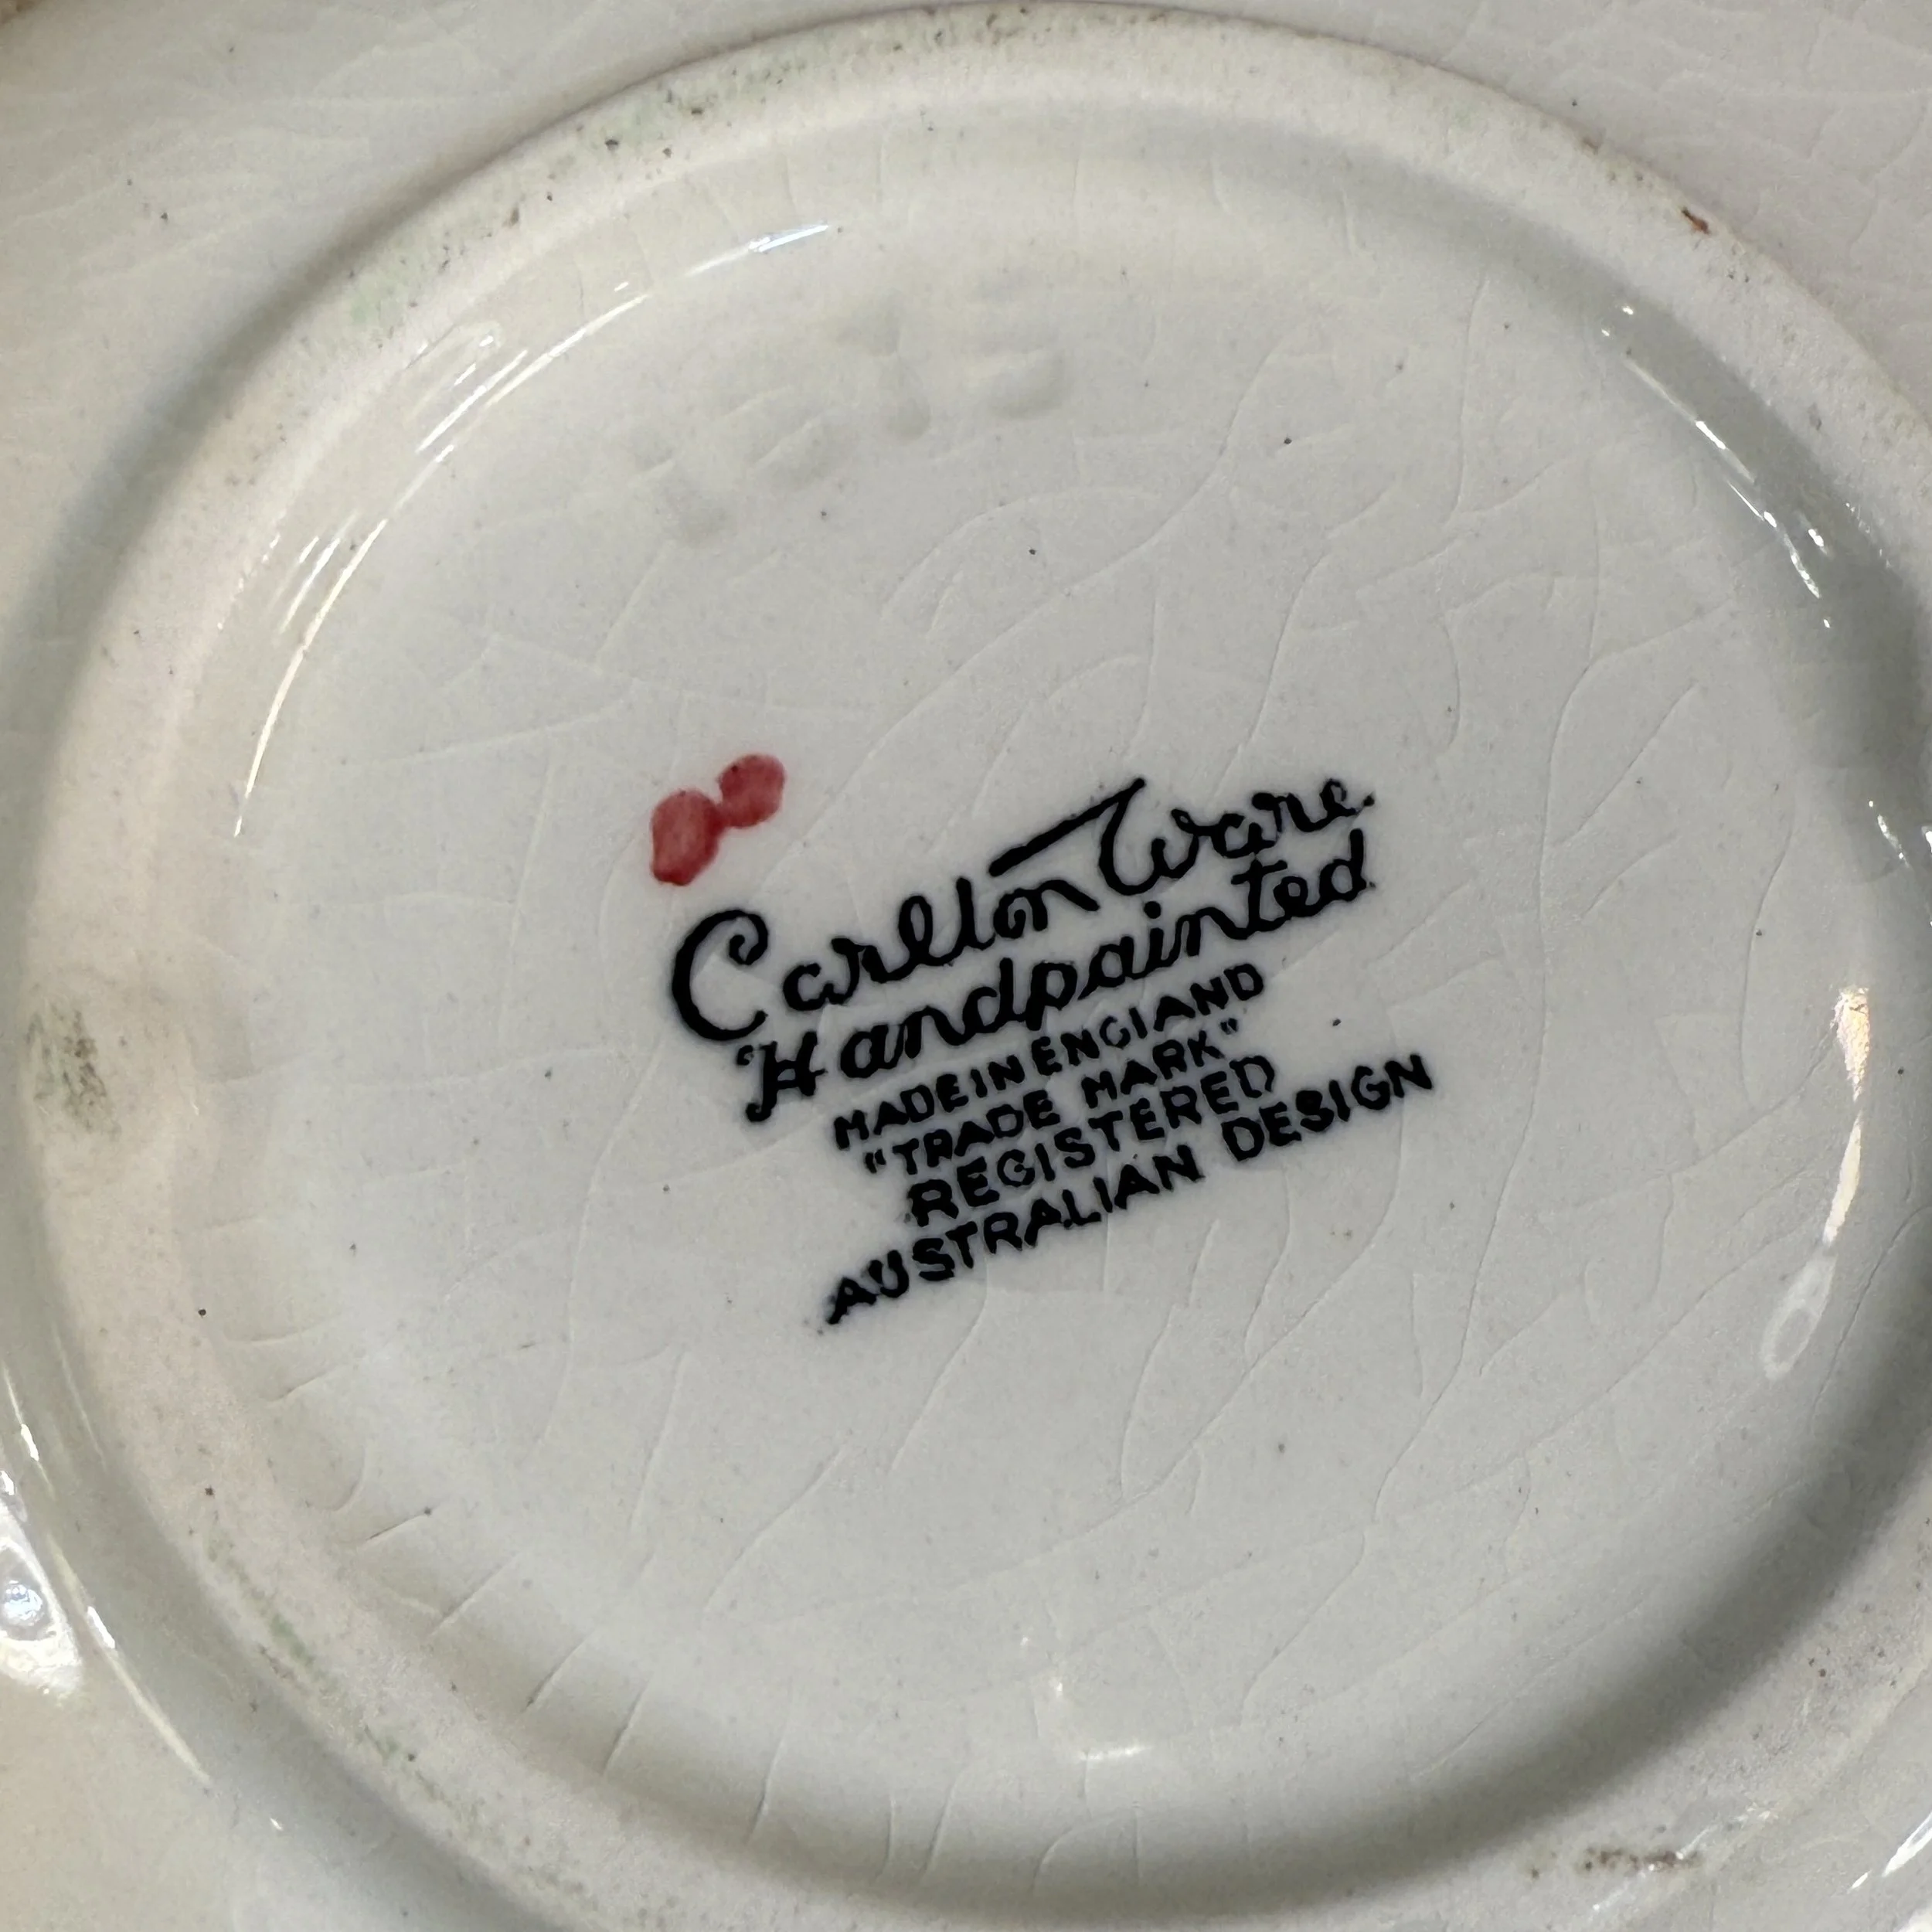 Carlton Ware.
"Handpainted
MADE IN ENGLAND
"TRADE MARK"
REGISTERED
AUSTRALIAN DESIGN